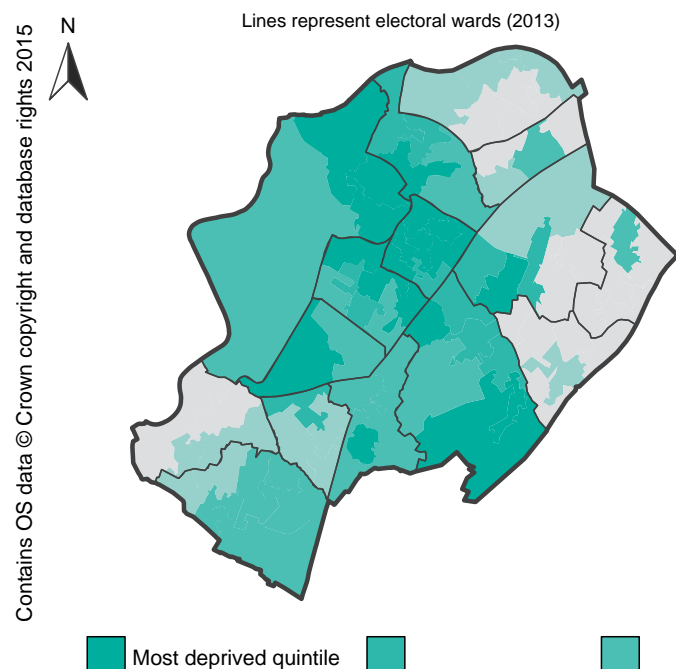 Lines represent electoral wards (2013)
N
Contains OS data © Crown copyright and database rights 2015
Most deprived quintile